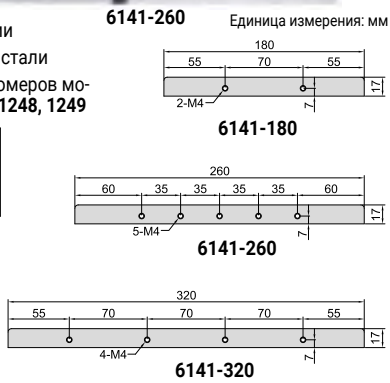 6141-260
Единица измерения: мм
ии
стали
омеров мо-
1248, 1249
180
55 70 55
2-M4
7
17
6141-180
260
60 35 35 35 35 60
5-M4
7
17
6141-260
320
55 70 70 70 55
4-M4
7
17
6141-320